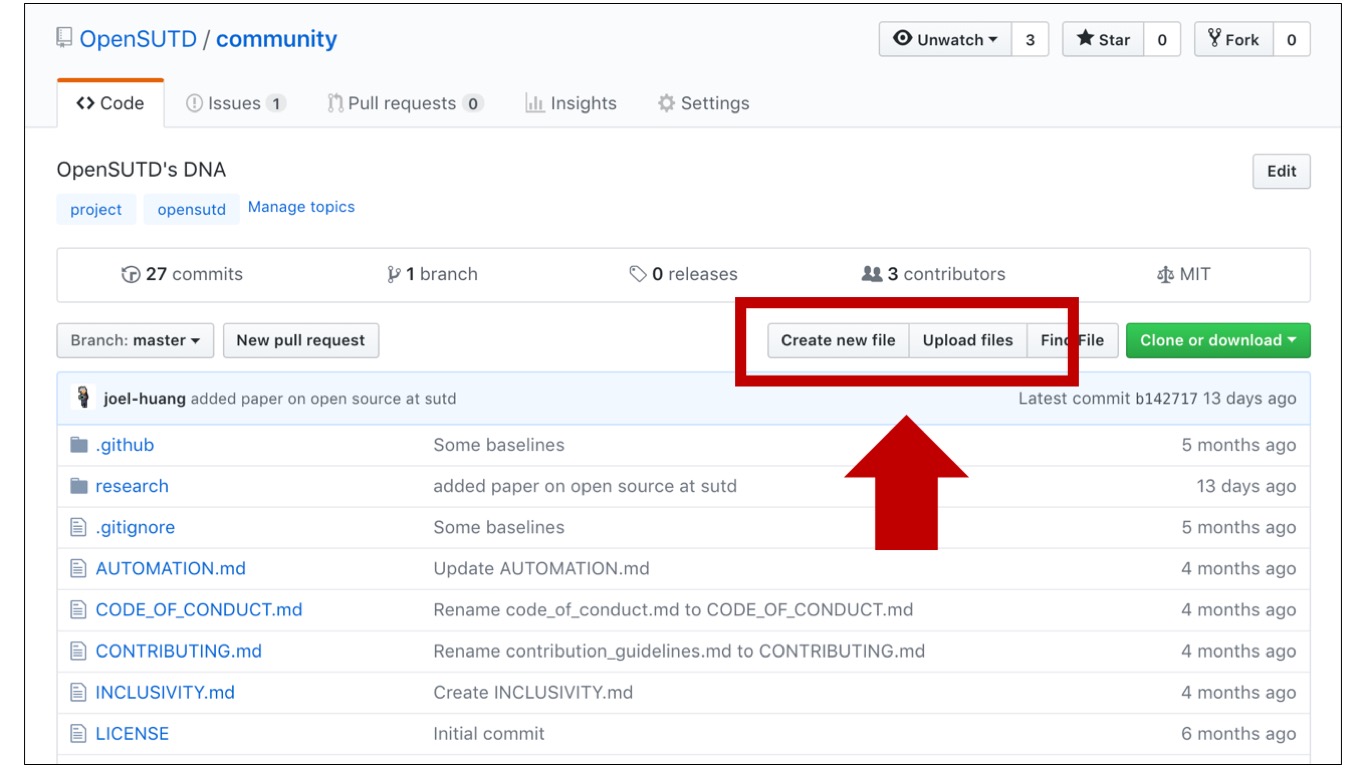 OpenSUTD / community Unwatch 3 Star 0 Fork 0
Code Issues 1 Pull requests 0 Insights Settings
OpenSUTD's DNA Edit
project opensutd Manage topics
27 commits 1 branch 0 releases 3 contributors MIT
Branch: master New pull request Create new file Upload files Find File Clone or download
joel-huang added paper on open source at sutd Latest commit b142717 13 days ago
.github Some baselines 5 months ago
research added paper on open source at sutd 13 days ago
.gitignore Some baselines 5 months ago
AUTOMATION.md Update AUTOMATION.md 4 months ago
CODE_OF_CONDUCT.md Rename code_of_conduct.md to CODE_OF_CONDUCT.md 4 months ago
CONTRIBUTING.md Rename contribution_guidelines.md to CONTRIBUTING.md 4 months ago
INCLUSIVITY.md Create INCLUSIVITY.md 4 months ago
LICENSE Initial commit 6 months ago